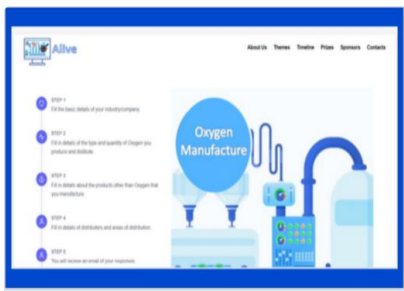 Alive
About Us Themes Timeline Prizes Sponsors Contacts
STEP 1
Fill the basic details of your industry/company.
STEP 2
Fill in details of the type and quantity of Oxygen you
produce and distribute.
STEP 3
Fill in details about the products other than Oxygen that
you manufacture.
STEP 4
Fill in details of distributers and areas of distribution.
STEP 5
You will receive an email of your responses.
Oxygen
Manufacture